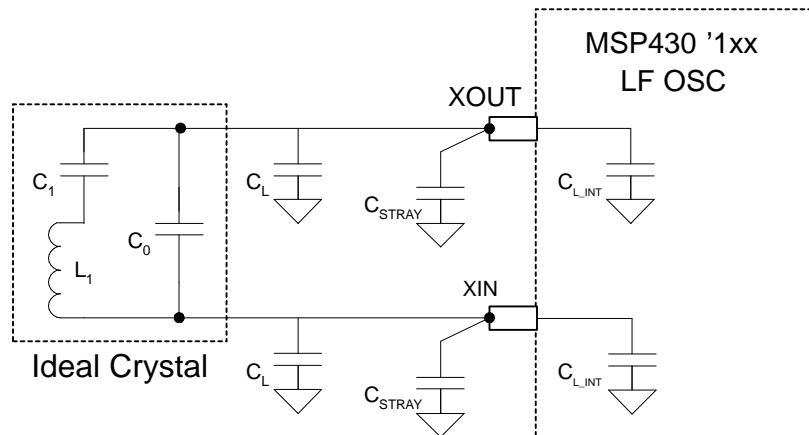 MSP430 '1xx
LF OSC
XOUT
C1
L1
C0
CL
CSTRAY
CL_INT
XIN
CL
CSTRAY
CL_INT
Ideal Crystal